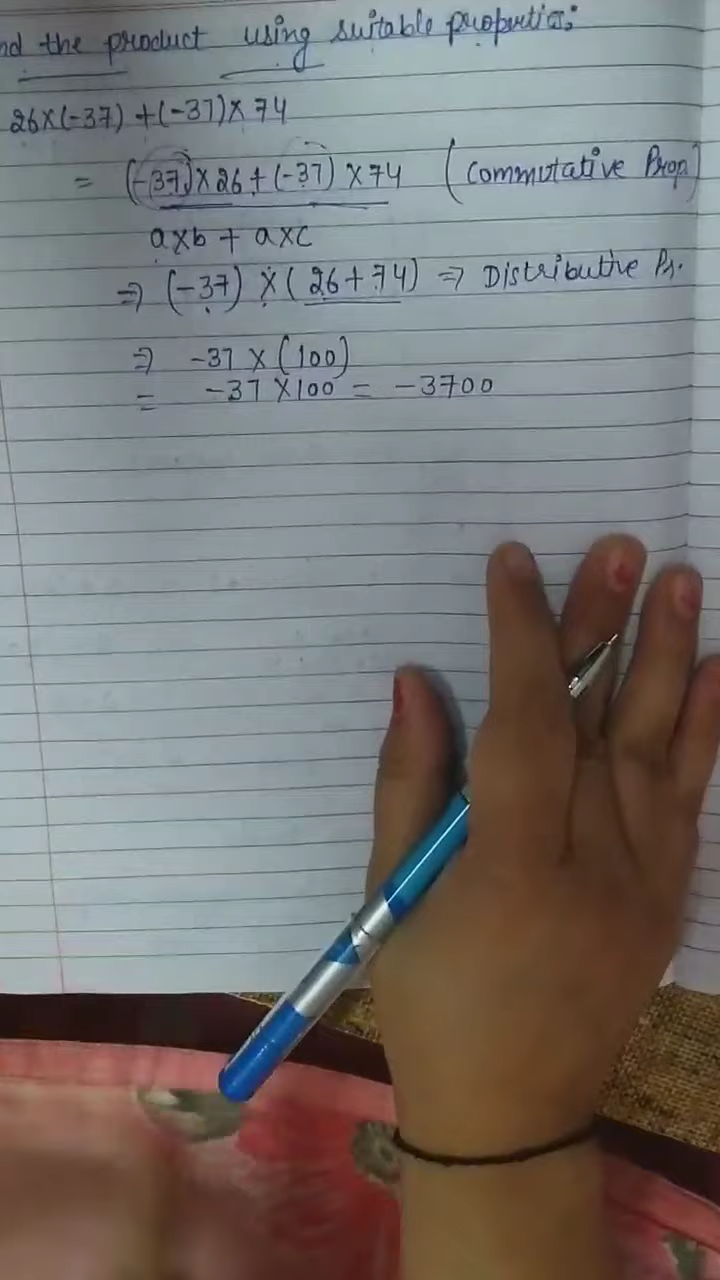 nd the product using suitable properties:
26×(-37) +(-37)× 74
= (-37)×26+(-37) ×74 (Commutative Prop)
a×b + a×c
⇒ (-37) ×( 26+74) ⇒ Distributive Pr.
⇒ -37 × (100)
= -37 ×100 = -3700